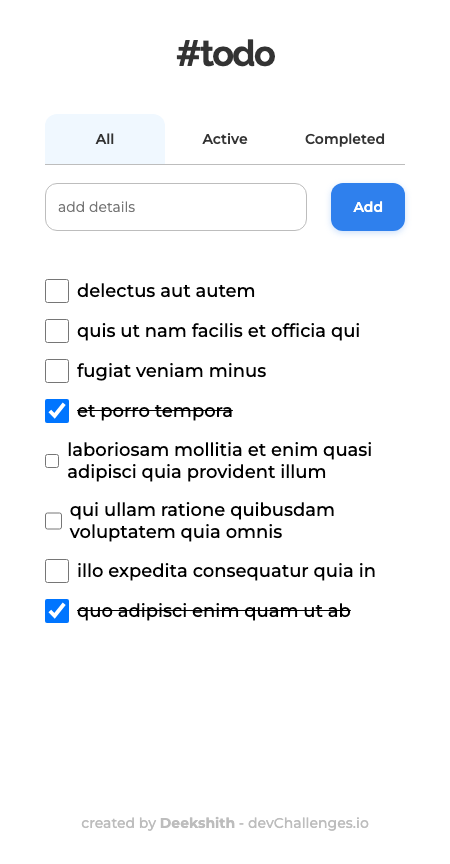 #todo
All Active Completed
add details Add
delectus aut autem
quis ut nam facilis et officia qui
fugiat veniam minus
et porro tempora
laboriosam mollitia et enim quasi
adipisci quia provident illum
qui ullam ratione quibusdam
voluptatem quia omnis
illo expedita consequatur quia in
quo adipisci enim quam ut ab
created by Deekshith - devChallenges.io